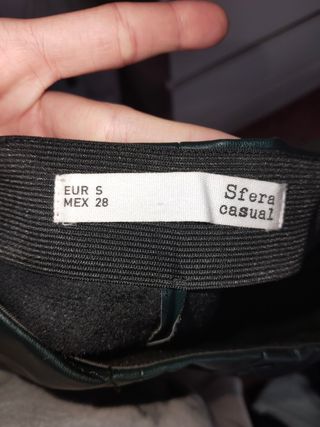 EUR S
MEX 28
Sfera
casual